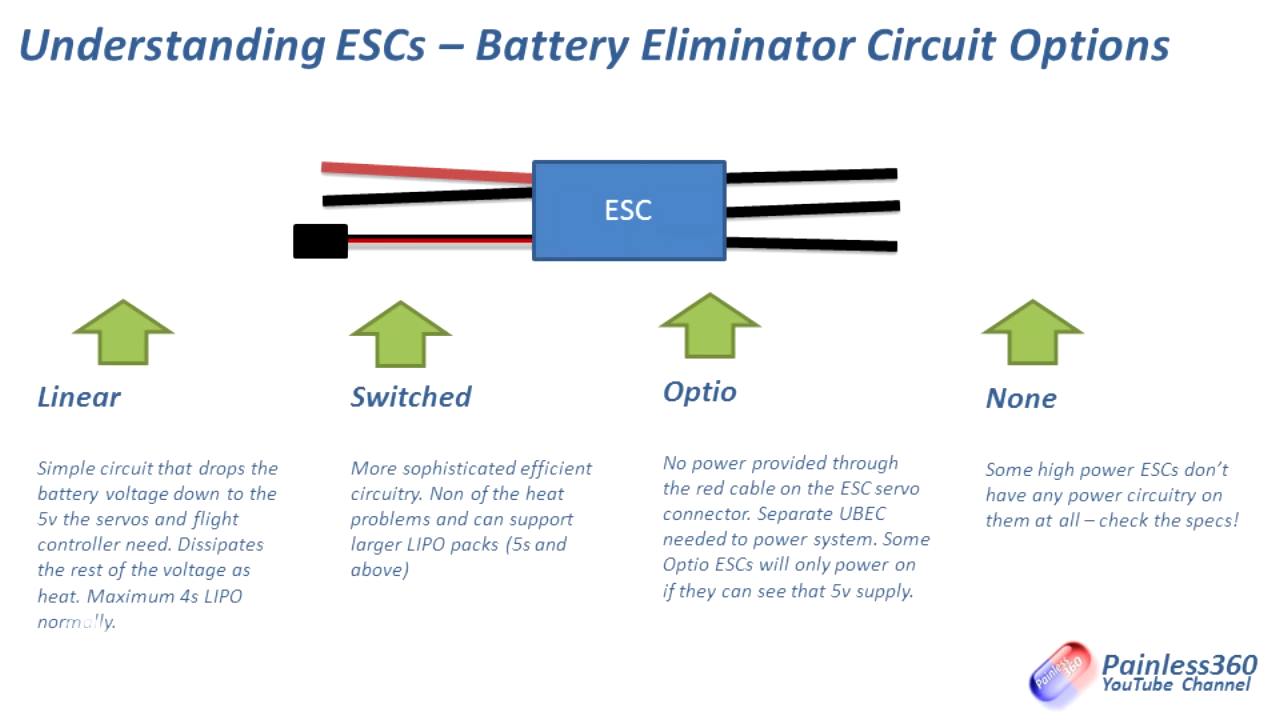 Understanding ESCs – Battery Eliminator Circuit Options
ESC
Linear
Simple circuit that drops the
battery voltage down to the
5v the servos and flight
controller need. Dissipates
the rest of the voltage as
heat. Maximum 4s LIPO
normally.
Switched
More sophisticated efficient
circuitry. Non of the heat
problems and can support
larger LIPO packs (5s and
above)
Optio
No power provided through
the red cable on the ESC servo
connector. Separate UBEC
needed to power system. Some
Optio ESCs will only power on
if they can see that 5v supply.
None
Some high power ESCs don’t
have any power circuitry on
them at all – check the specs!
Painless
360
Painless360
YouTube Channel